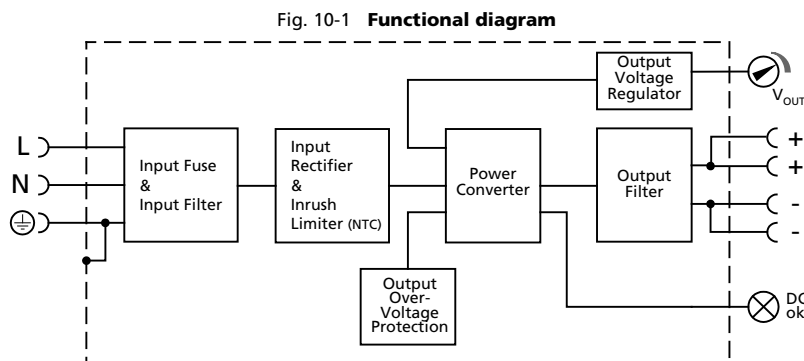 Fig. 10-1 Functional diagram
Output
Voltage
Regulator
V OUT
L
N
Input Fuse
&
Input Filter
Input
Rectifier
&
Inrush
Limiter (NTC)
Power
Converter
Output
Filter
+
+
-
-
Output
Over-
Voltage
Protection
DC
ok